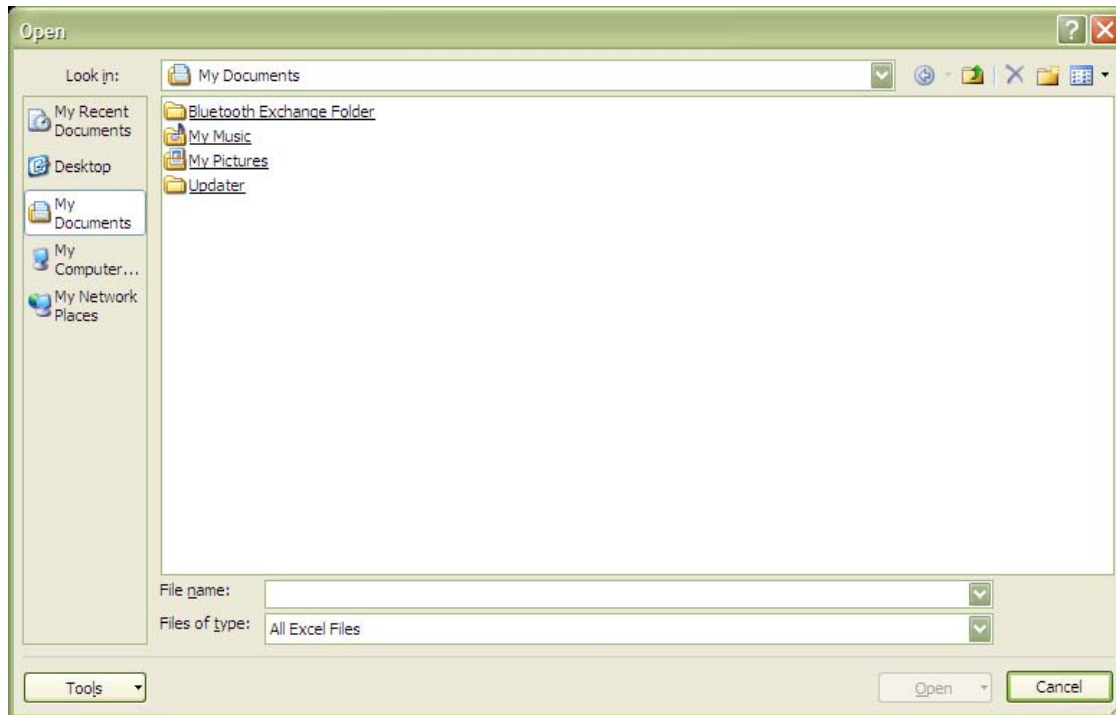 Open
Look in:
My Documents
My Recent
Documents
Desktop
My
Documents
My
Computer...
My Network
Places
Bluetooth Exchange Folder
My Music
My Pictures
Updater
File name:
Files of type:
All Excel Files
Tools
Open
Cancel